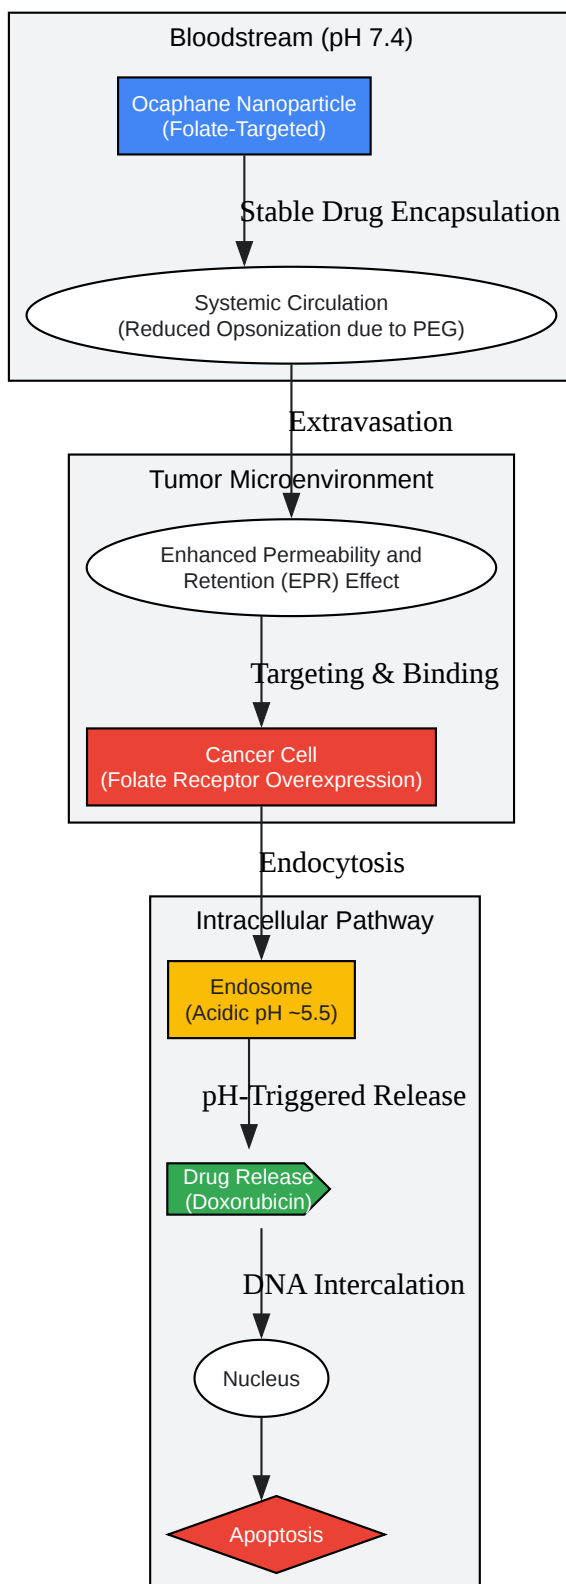 Bloodstream (pH 7.4)
Ocaphane Nanoparticle
(Folate-Targeted)
Stable Drug Encapsulation
Systemic Circulation
(Reduced Opsonization due to PEG)
Extravasation
Tumor Microenvironment
Enhanced Permeability and
Retention (EPR) Effect
Targeting & Binding
Cancer Cell
(Folate Receptor Overexpression)
Endocytosis
Intracellular Pathway
Endosome
(Acidic pH ~5.5)
pH-Triggered Release
Drug Release
(Doxorubicin)
DNA Intercalation
Nucleus
Apoptosis